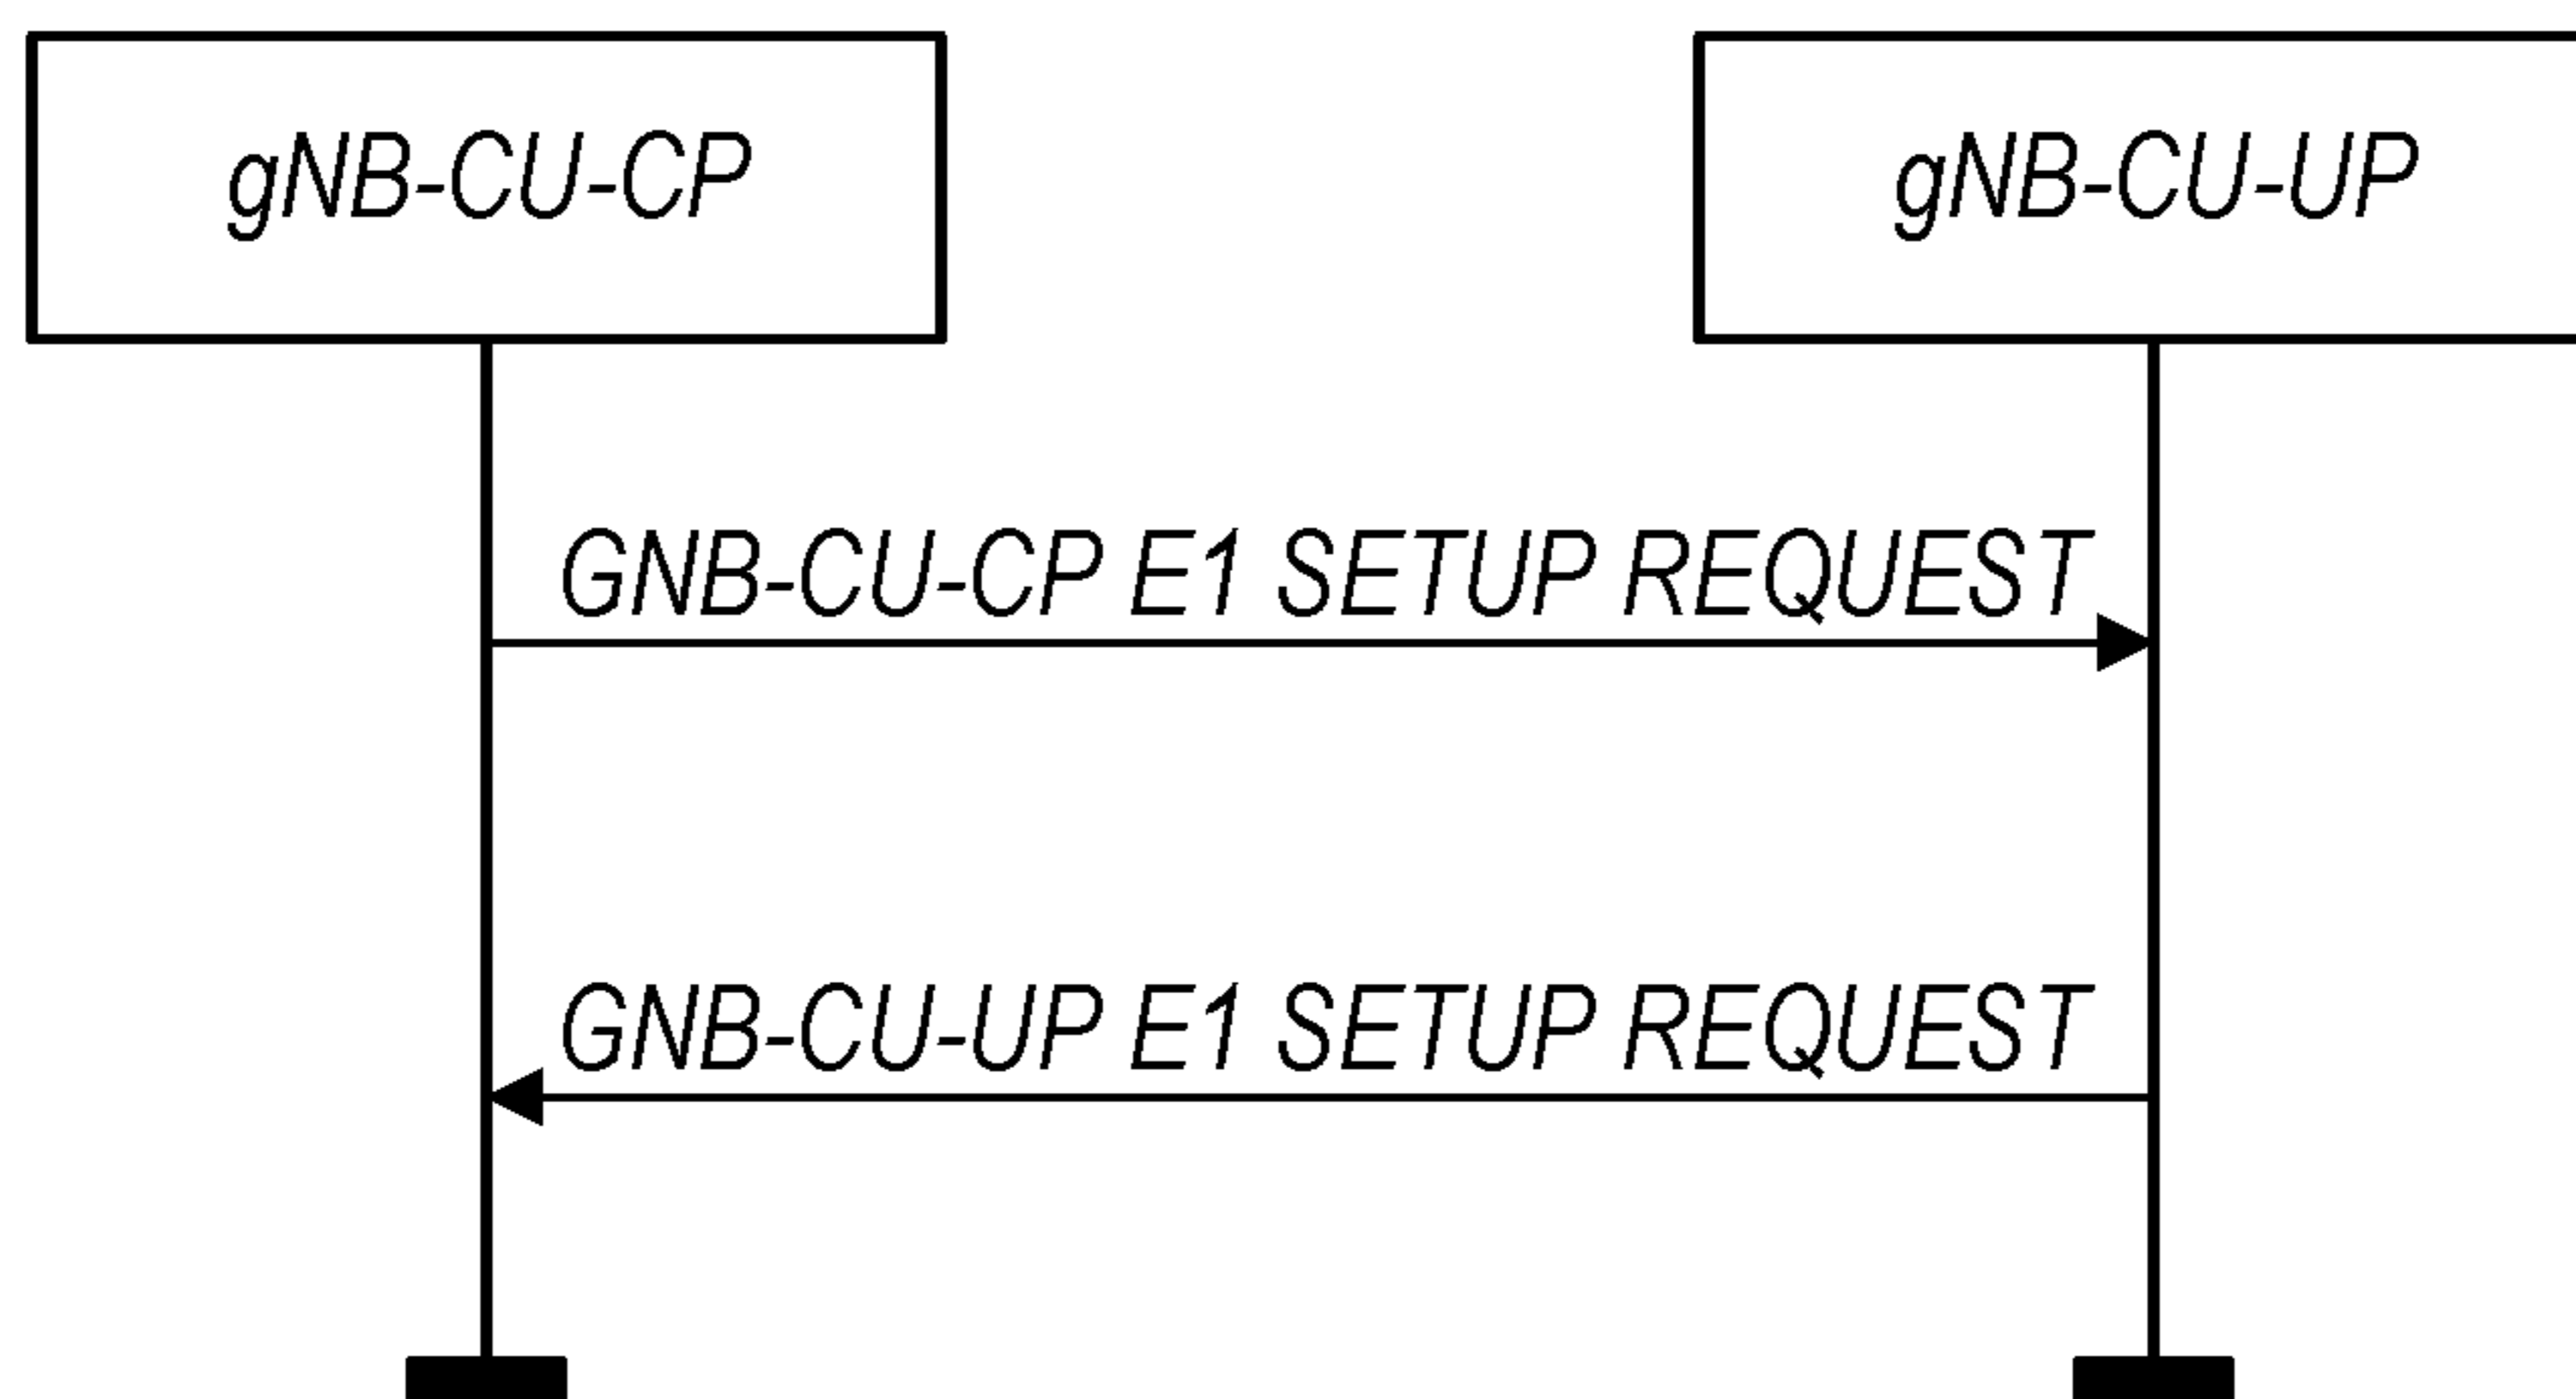 gNB-CU-CP
gNB-CU-UP
GNB-CU-CP E1 SETUP REQUEST
GNB-CU-UP E1 SETUP REQUEST